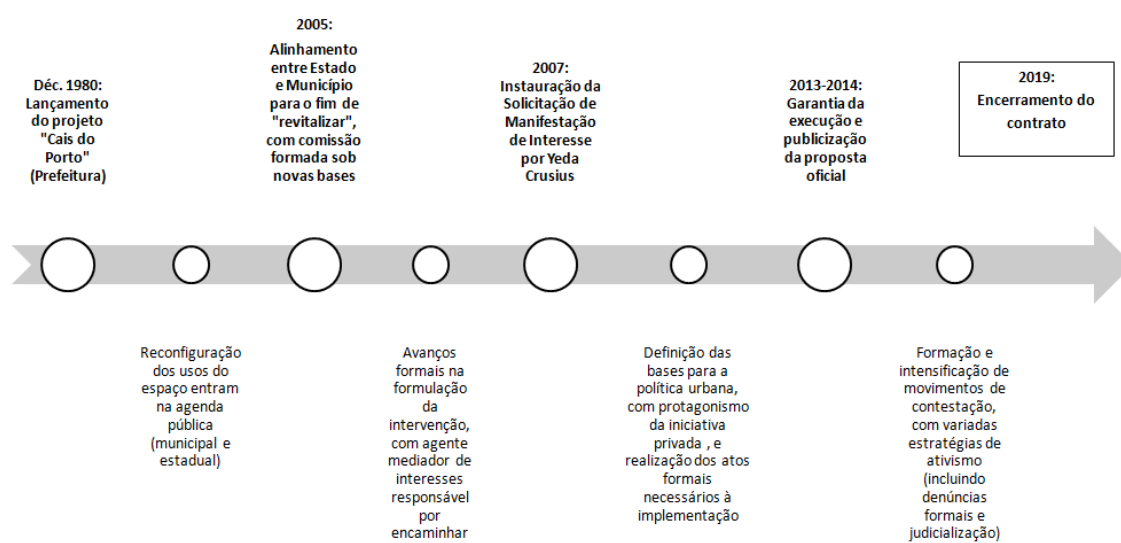 Déc. 1980:
Lançamento
do projeto
"Cais do
Porto"
(Prefeitura)
2005:
Alinhamento
entre Estado
e Município
para o fim de
"revitalizar",
com comissão
formada sob
novas bases
2007:
Instauração da
Solicitação de
Manifestação
de Interesse
por Yeda
Crusius
2013-2014:
Garantia da
execução e
publicização
da proposta
oficial
2019:
Encerramento do
contrato
Reconfiguração
dos usos do
espaço entram
na agenda
pública
(municipal e
estadual)
Avanços
formais na
formulação
da
intervenção,
com agente
mediador de
interesses
responsável
por
encaminhar
Definição das
bases para a
política urbana,
com protagonismo
da iniciativa
privada , e
realização dos atos
formais
necessários à
implementação
Formação e
intensificação de
movimentos de
contestação,
com variadas
estratégias de
ativismo
(incluindo
denúncias
formais e
judicialização)